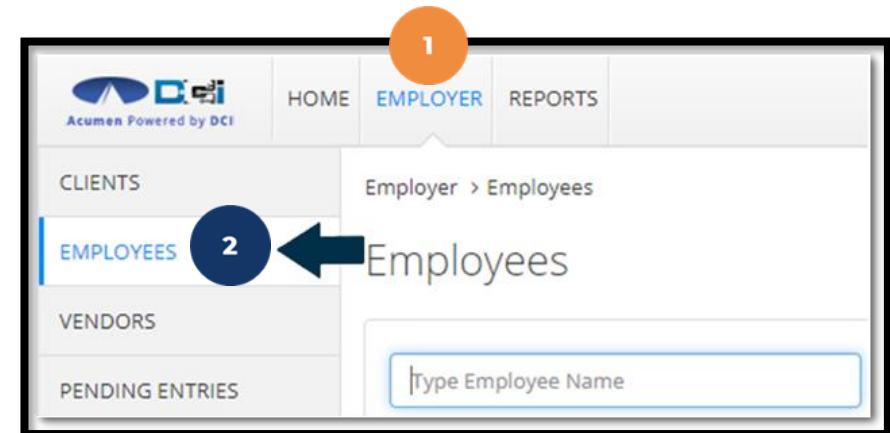 1
DCI
Acumen Powered by DCI
HOME EMPLOYER REPORTS
CLIENTS
Employer > Employees
EMPLOYEES 2
Employees
VENDORS
Type Employee Name
PENDING ENTRIES